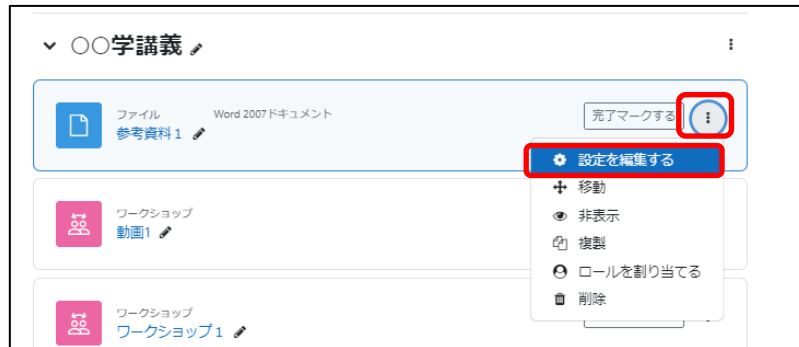 ○○学講義
ファイル Word 2007ドキュメント
完了マークする
参考資料 1
設定を編集する
移動
非表示
複製
ロールを割り当てる
削除
ワークショップ
動画1
ワークショップ
ワークショップ 1